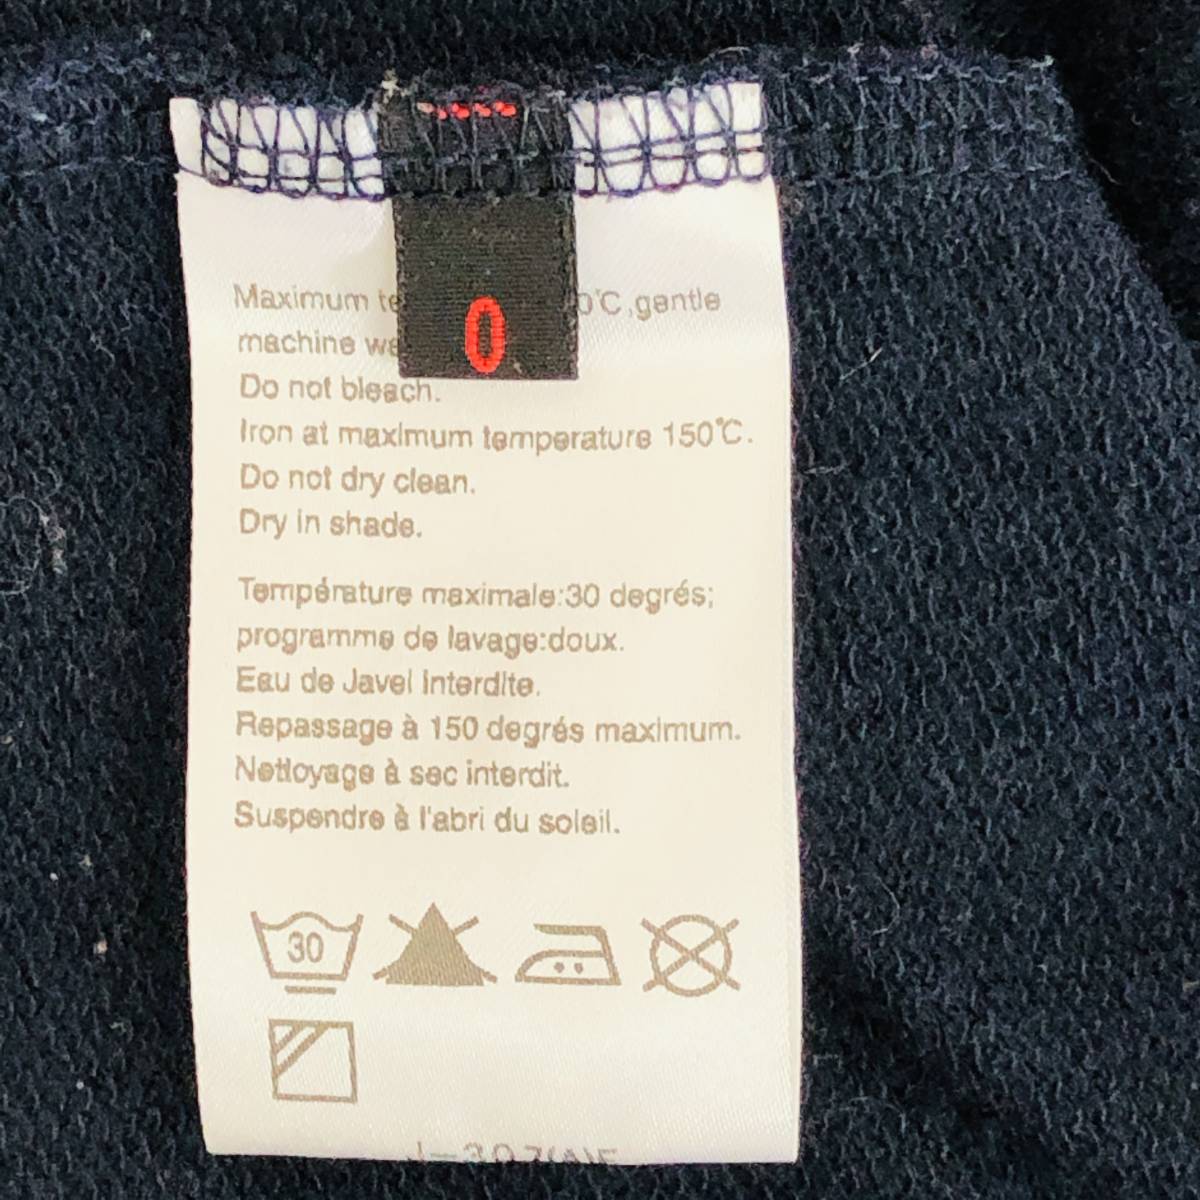 0
Maximum 0℃,gentle
machine
Do not bleach.
Iron at maximum temperature 150℃.
Do not dry clean.
Dry in shade.
Température maximale:30 degrés;
programme de lavage:doux.
Eau de Javel interdite.
Repassage à 150 degrés maximum.
Nettoyage à sec interdit.
Suspendre à l'abri du soleil.
30